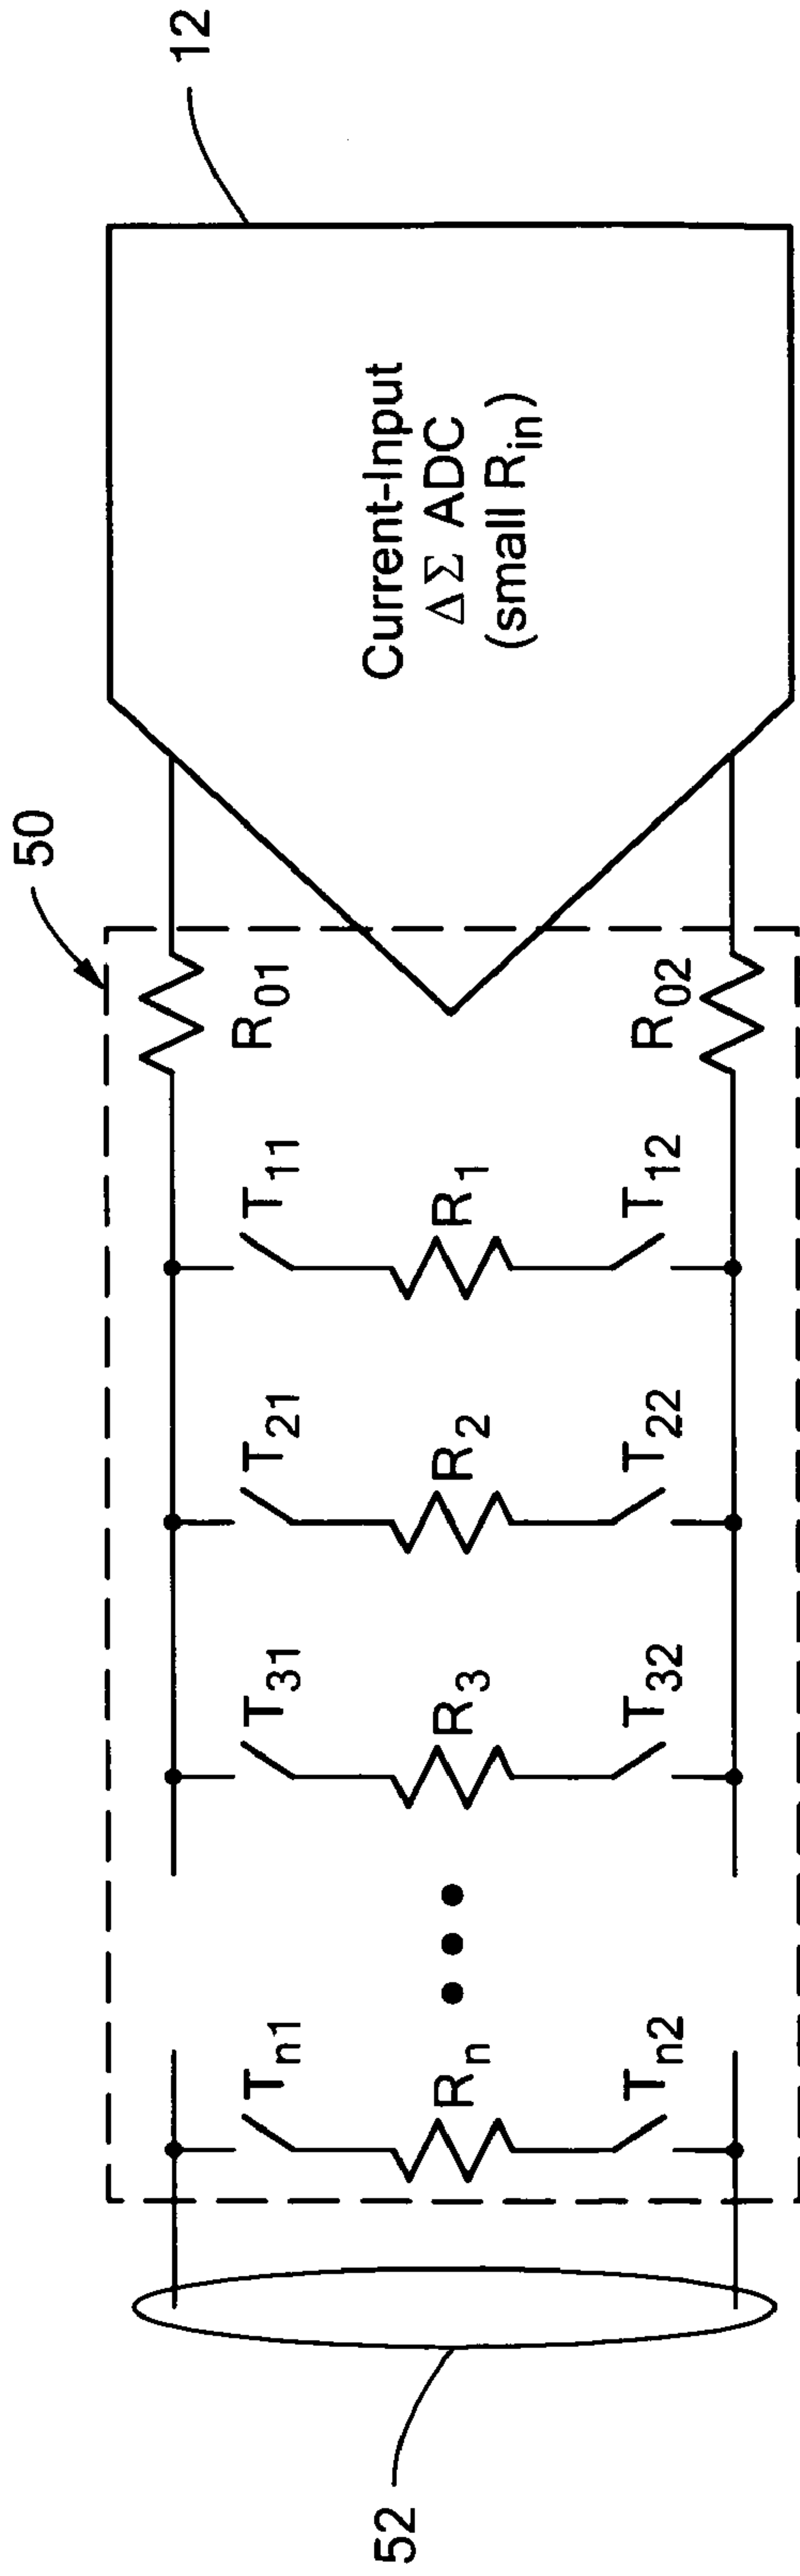 50
12
T11
T21
T31
Tn1
R01
R1
R2
R3
Rn
R02
T12
T22
T32
Tn2
Current-Input
ΔΣ ADC
(small Rin)
52